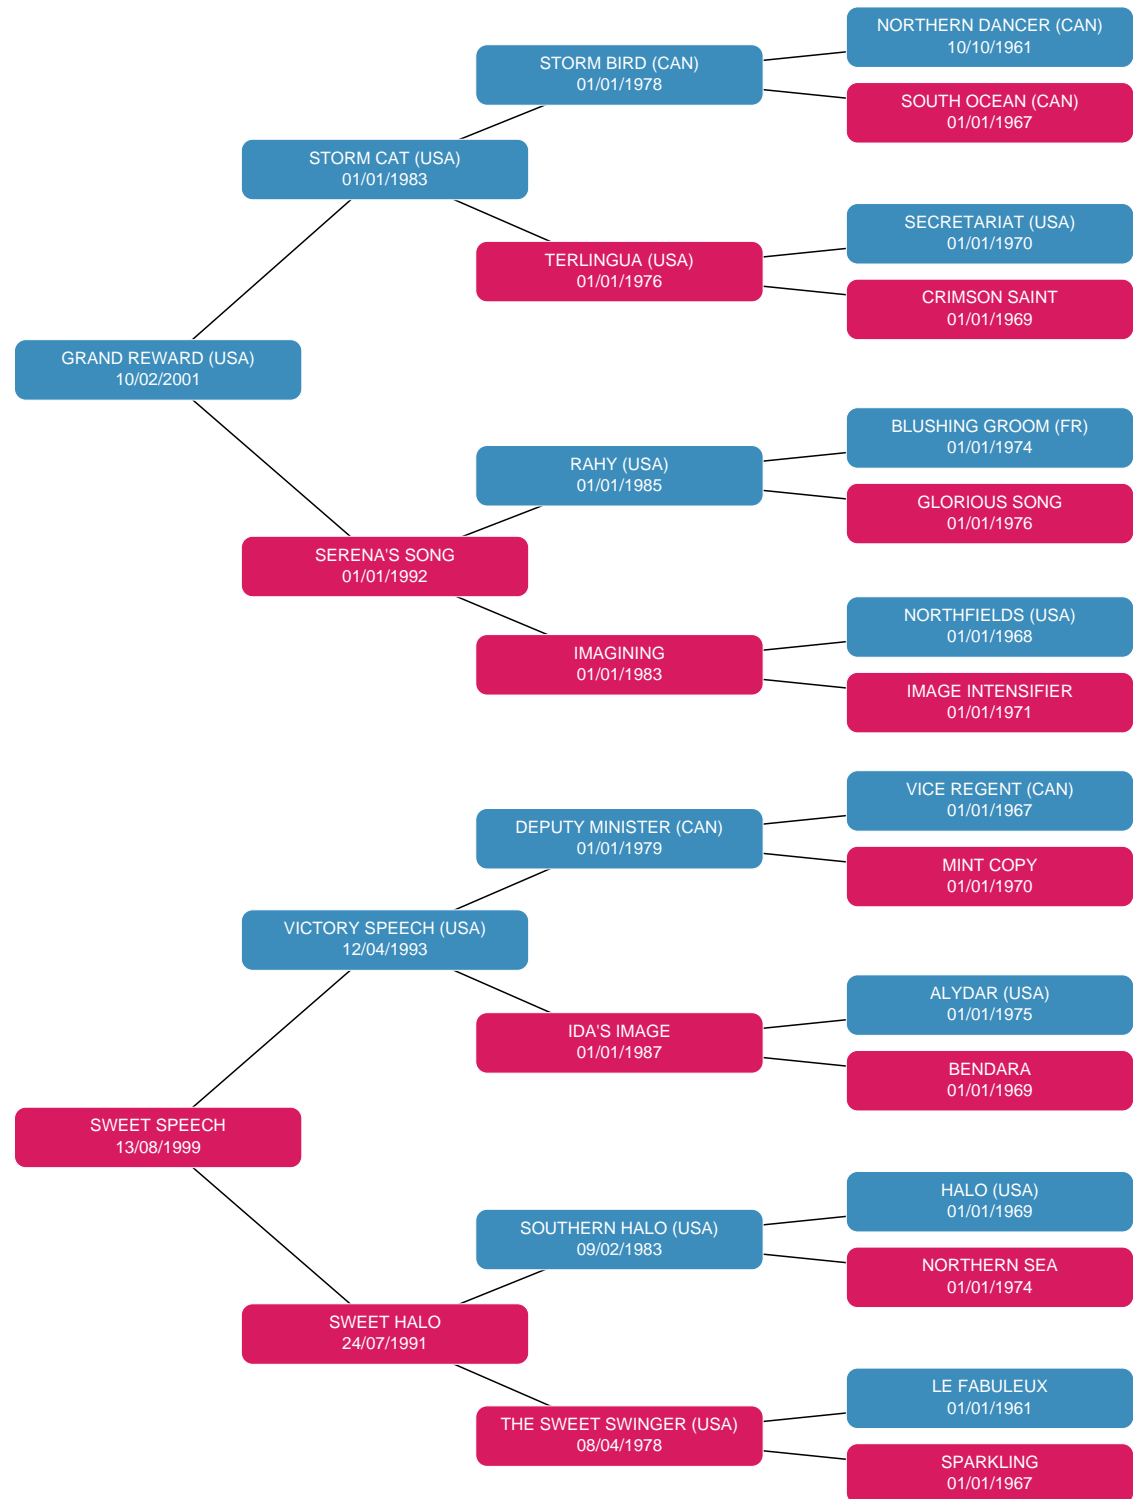 NORTHERN DANCER (CAN)
10/10/1961
STORM BIRD (CAN)
01/01/1978
SOUTH OCEAN (CAN)
01/01/1967
STORM CAT (USA)
01/01/1983
SECRETARIAT (USA)
01/01/1970
TERLINGUA (USA)
01/01/1976
CRIMSON SAINT
01/01/1969
GRAND REWARD (USA)
10/02/2001
BLUSHING GROOM (FR)
01/01/1974
RAHY (USA)
01/01/1985
GLORIOUS SONG
01/01/1976
SERENA'S SONG
01/01/1992
NORTHFIELDS (USA)
01/01/1968
IMAGINING
01/01/1983
IMAGE INTENSIFIER
01/01/1971
VICE REGENT (CAN)
01/01/1967
DEPUTY MINISTER (CAN)
01/01/1979
MINT COPY
01/01/1970
VICTORY SPEECH (USA)
12/04/1993
ALYDAR (USA)
01/01/1975
IDA'S IMAGE
01/01/1987
BENDARA
01/01/1969
SWEET SPEECH
13/08/1999
HALO (USA)
01/01/1969
SOUTHERN HALO (USA)
09/02/1983
NORTHERN SEA
01/01/1974
SWEET HALO
24/07/1991
LE FABULEUX
01/01/1961
THE SWEET SWINGER (USA)
08/04/1978
SPARKLING
01/01/1967